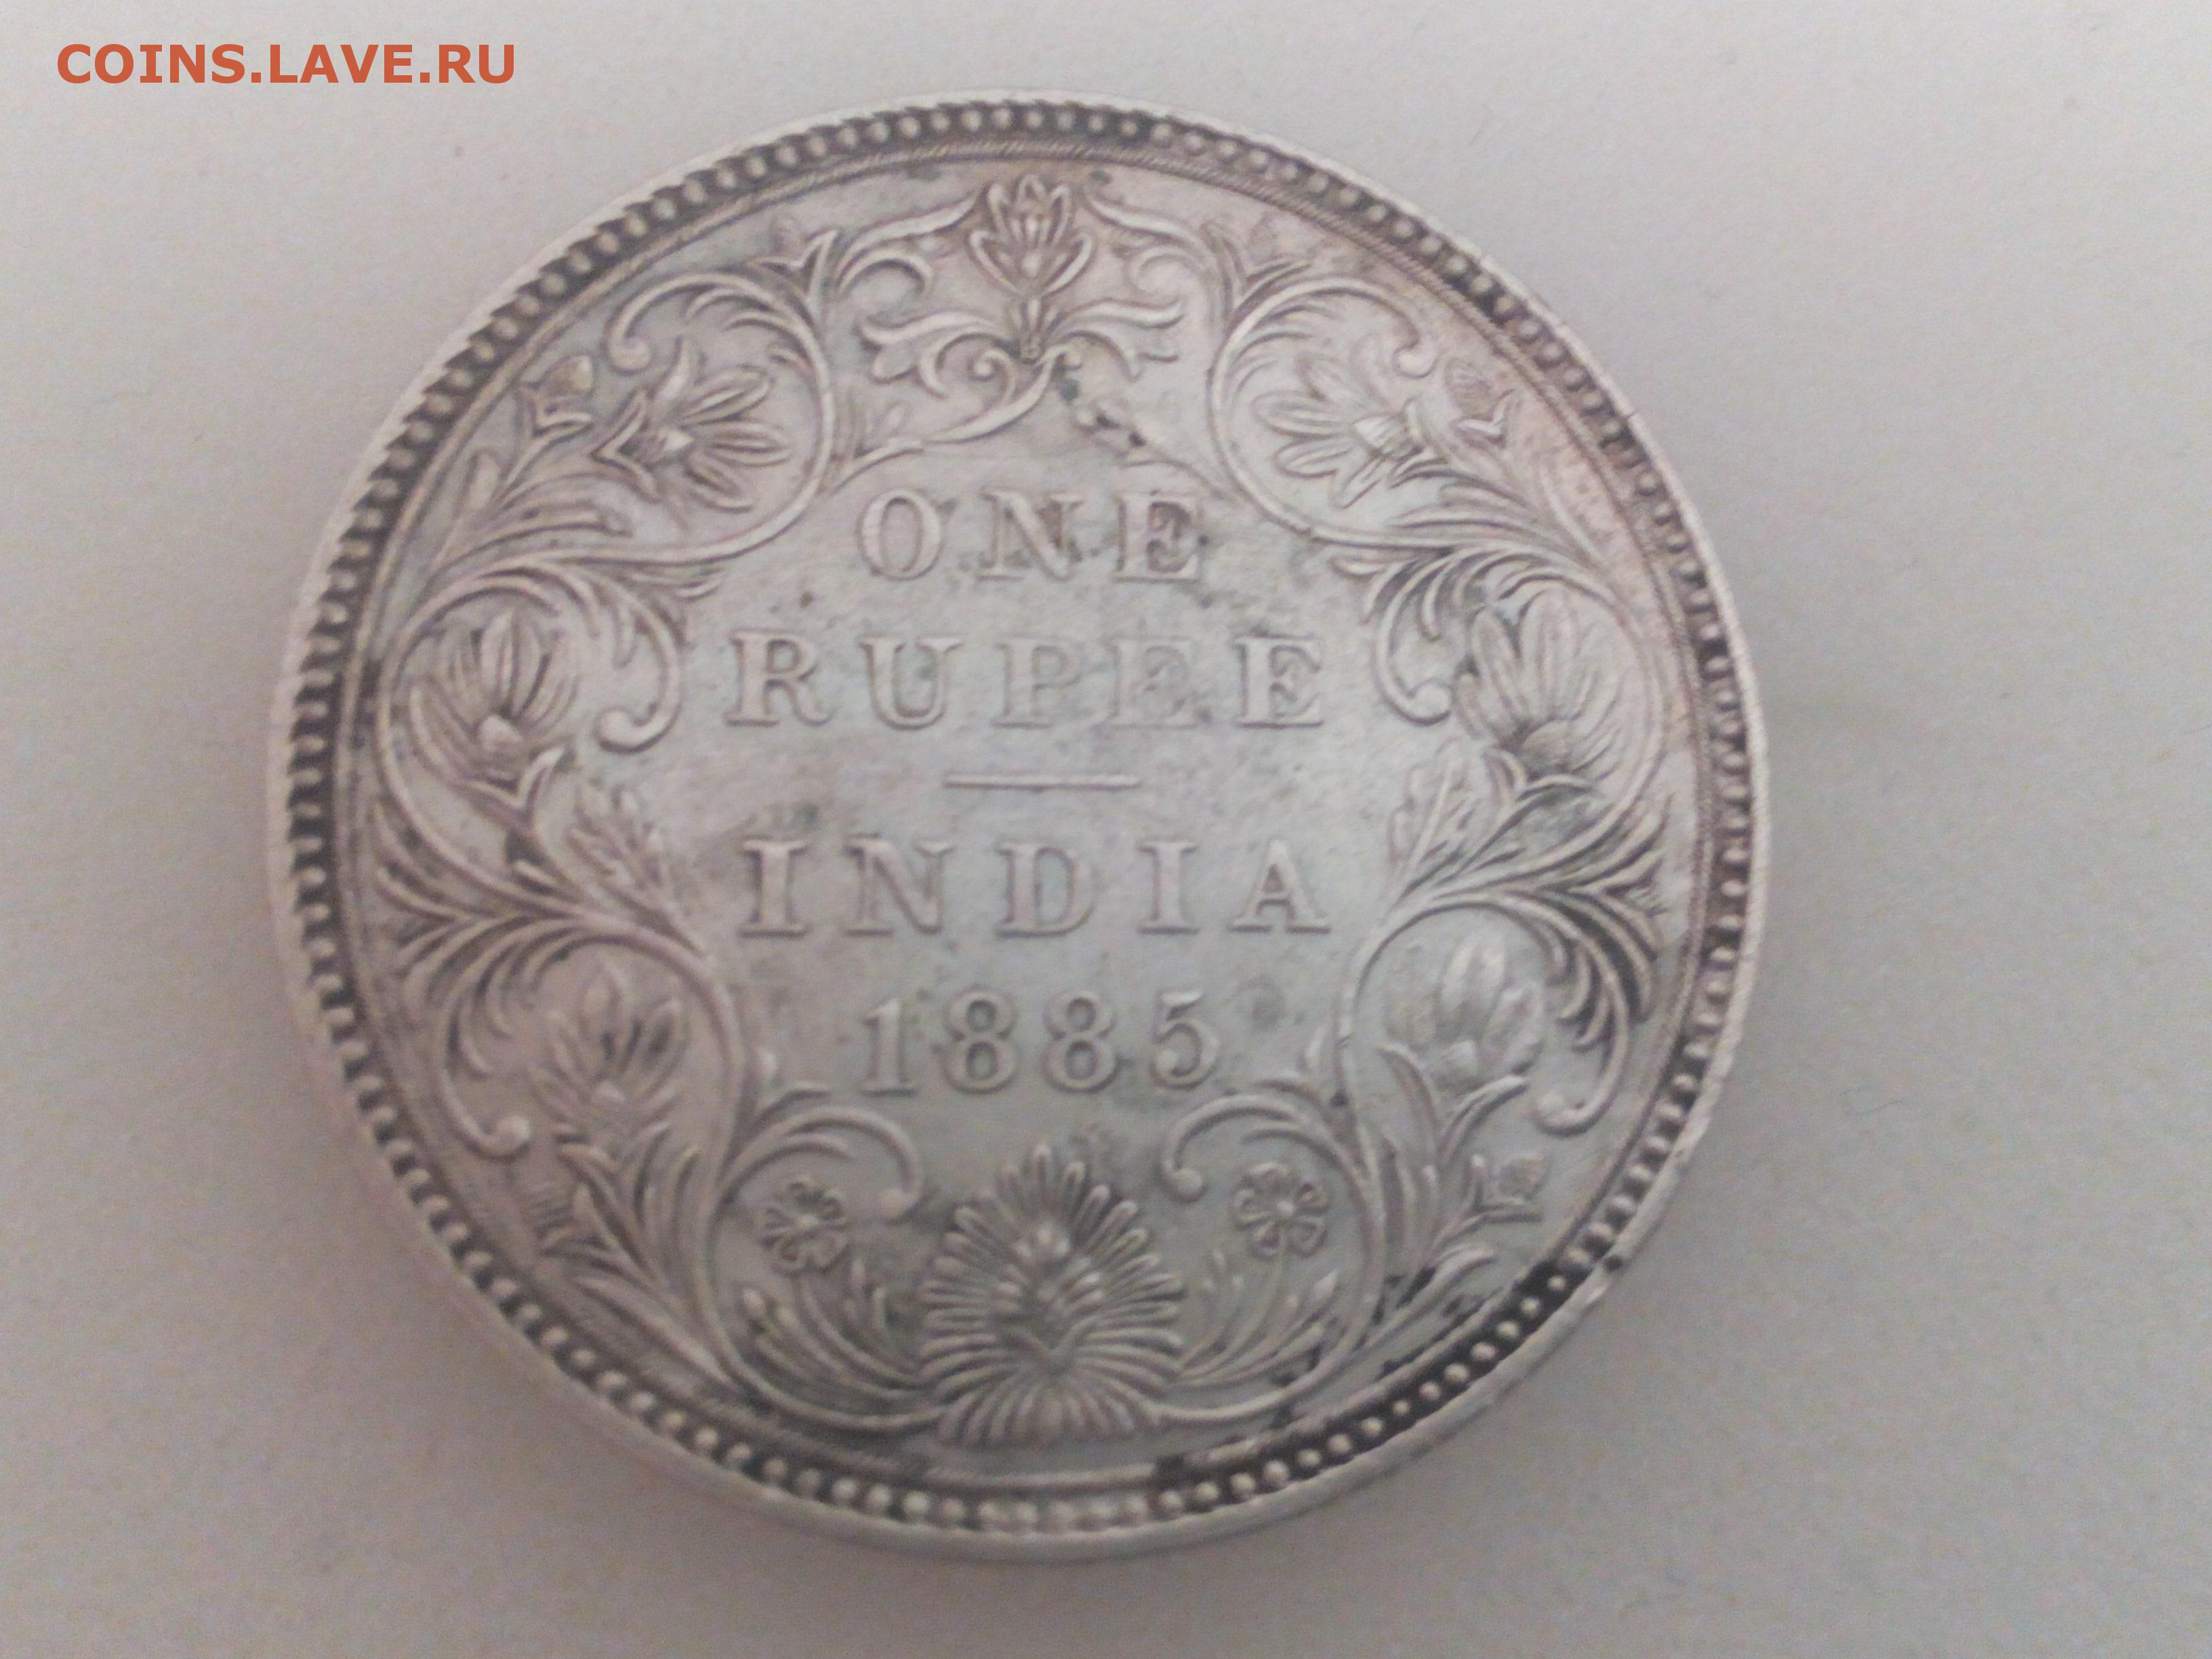 COINS.LAVE.RU
ONE
RUPEE
INDIA
1885